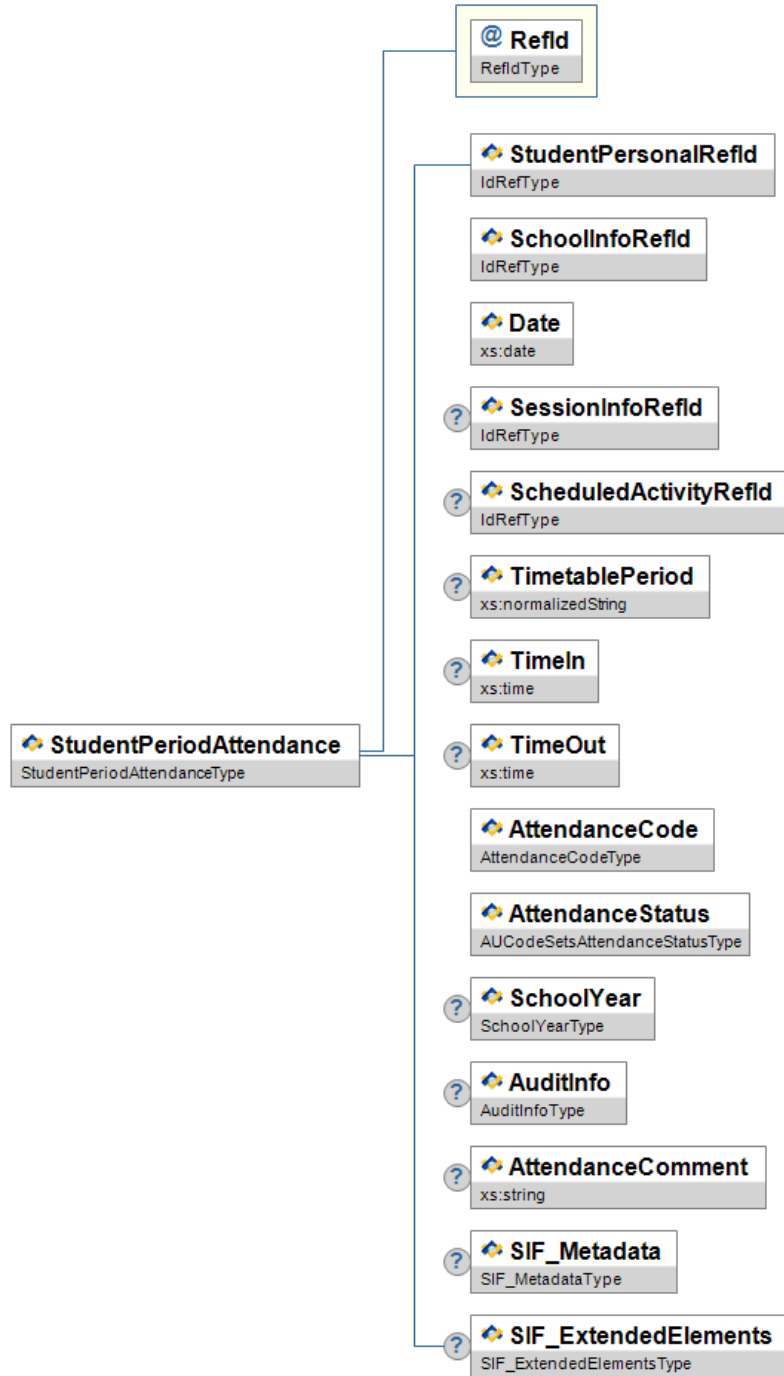 @ RefId
RefIdType
StudentPersonalRefId
IdRefType
SchoolInfoRefId
IdRefType
Date
xs:date
? SessionInfoRefId
IdRefType
? ScheduledActivityRefId
IdRefType
? TimetablePeriod
xs:normalizedString
? TimeIn
xs:time
StudentPeriodAttendance
StudentPeriodAttendanceType
? TimeOut
xs:time
AttendanceCode
AttendanceCodeType
AttendanceStatus
AUCodeSetsAttendanceStatusType
? SchoolYear
SchoolYearType
? AuditInfo
AuditInfoType
? AttendanceComment
xs:string
? SIF_Metadata
SIF_MetadataType
? SIF_ExtendedElements
SIF_ExtendedElementsType